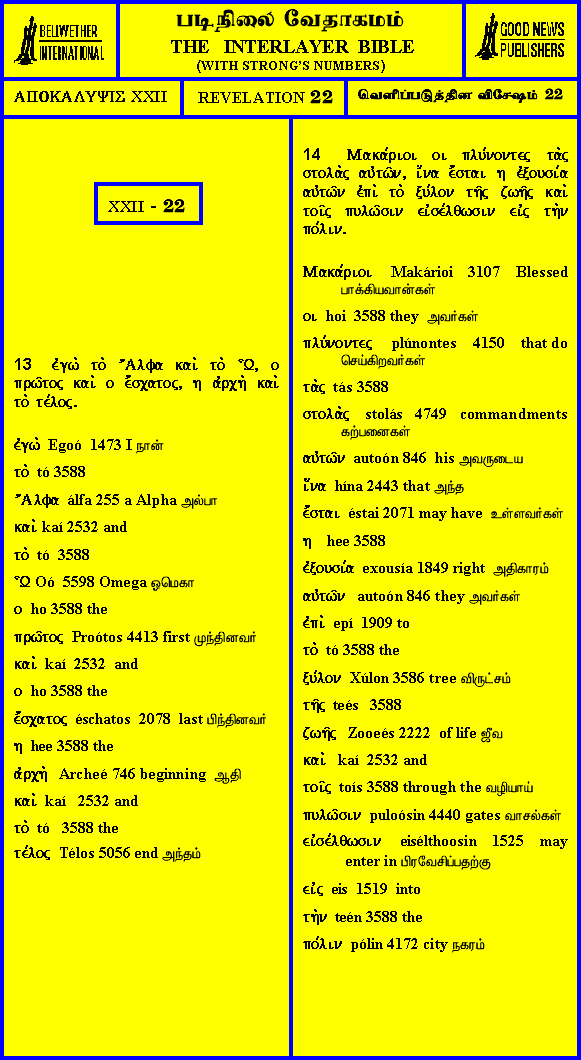 BELLWETHER
INTERNATIONAL
படிநிலை வேதாகமம்
THE INTERLAYER BIBLE
(WITH STRONG'S NUMBERS)
GOOD NEWS
PUBLISHERS
ΑΠΟΚΑΛΥΨΙΣ XXII
REVELATION 22
வெளிப்படுத்தின விசேஷம் 22
XXII - 22
13 ἐγὼ τὸ Ἄλφα καὶ τὸ Ὦ, ο
πρῶτος καὶ ο ἔσχατος, η ἀρχὴ καὶ
τὸ τέλος.
ἐγὼ Egoó 1473 I நான்
τὸ tó 3588
Ἄλφα álfa 255 a Alpha அல்பா
καὶ kaí 2532 and
τὸ tó 3588
Ὦ Oó 5598 Omega ஓமெகா
ο ho 3588 the
πρῶτος Proótos 4413 first முந்தினவர்
καὶ kaí 2532 and
ο ho 3588 the
ἔσχατος éschatos 2078 last பிந்தினவர்
η hee 3588 the
ἀρχὴ Archeé 746 beginning ஆதி
καὶ kaí 2532 and
τὸ tó 3588 the
τέλος Télos 5056 end அந்தம்
14 Μακάριοι οι πλύνοντες τὰς
στολὰς αὐτῶν, ἵνα ἔσται η ἐξουσία
αὐτῶν ἐπὶ τὸ ξύλον τῆς ζωῆς καὶ
τοῖς πυλῶσιν εἰσέλθωσιν εἰς τὴν
πόλιν.
Μακάριοι Makárioi 3107 Blessed
பாக்கியவான்கள்
οι hoi 3588 they அவர்கள்
πλύνοντες plúnontes 4150 that do
செய்கிறவர்கள்
τὰς tás 3588
στολὰς stolás 4749 commandments
கற்பனைகள்
αὐτῶν autoón 846 his அவருடைய
ἵνα hína 2443 that அந்த
ἔσται éstai 2071 may have உள்ளவர்கள்
η hee 3588
ἐξουσία exousía 1849 right அதிகாரம்
αὐτῶν autoón 846 they அவர்கள்
ἐπὶ epí 1909 to
τὸ tó 3588 the
ξύλον Xúlon 3586 tree விருட்சம்
τῆς teés 3588
ζωῆς Zooeés 2222 of life ஜீவ
καὶ kaí 2532 and
τοῖς toís 3588 through the வழியாய்
πυλῶσιν puloósin 4440 gates வாசல்கள்
εἰσέλθωσιν eisélthoosin 1525 may
enter in பிரவேசிப்பதற்கு
εἰς eis 1519 into
τὴν teén 3588 the
πόλιν pólin 4172 city நகரம்